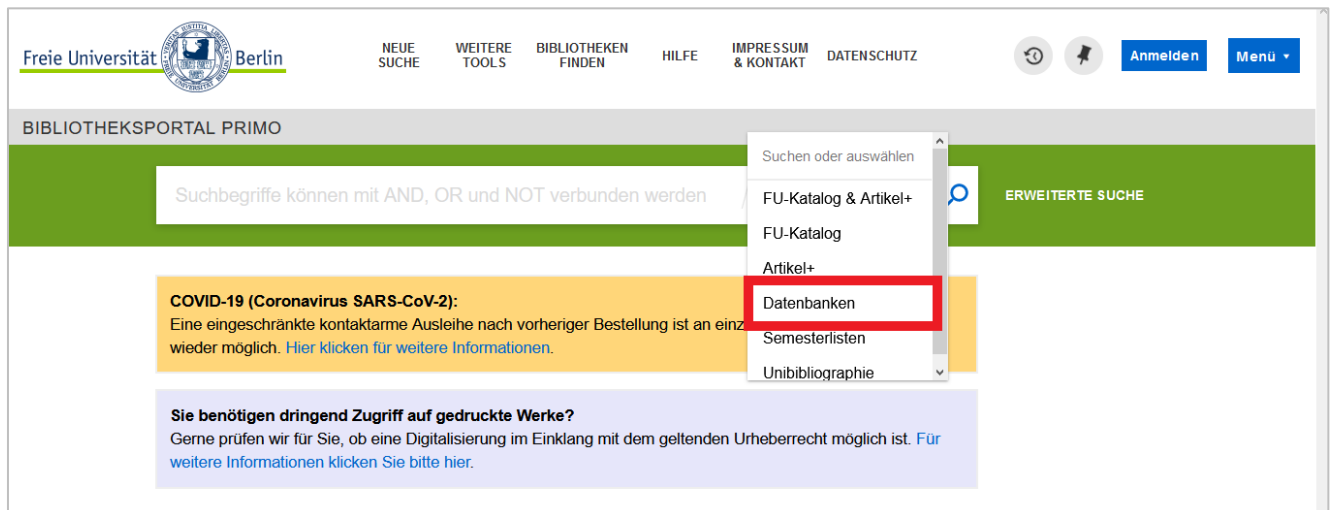 Freie Universität Berlin
NEUE SUCHE
WEITERE TOOLS
BIBLIOTHEKEN FINDEN
HILFE
IMPRESSUM & KONTAKT
DATENSCHUTZ
Anmelden
Menü
BIBLIOTHEKSPORTAL PRIMO
Suchbegriffe können mit AND, OR und NOT verbunden werden
ERWEITERTE SUCHE
Suchen oder auswählen
FU-Katalog & Artikel+
FU-Katalog
Artikel+
Datenbanken
Semesterlisten
Unibibliographie
COVID-19 (Coronavirus SARS-CoV-2):
Eine eingeschränkte kontaktarme Ausleihe nach vorheriger Bestellung ist an
wieder möglich. Hier klicken für weitere Informationen.
Sie benötigen dringend Zugriff auf gedruckte Werke?
Gerne prüfen wir für Sie, ob eine Digitalisierung im Einklang mit dem geltenden Urheberrecht möglich ist. Für
weitere Informationen klicken Sie bitte hier.